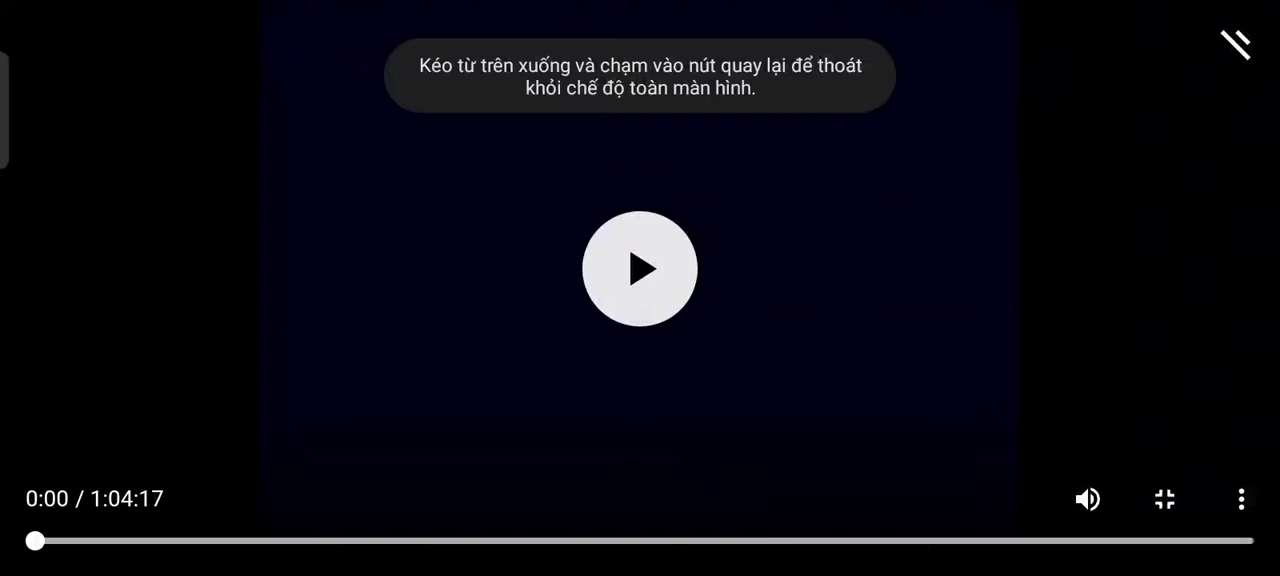 Kéo từ trên xuống và chạm vào nút quay lại để thoát
khỏi chế độ toàn màn hình.
0:00 / 1:04:17